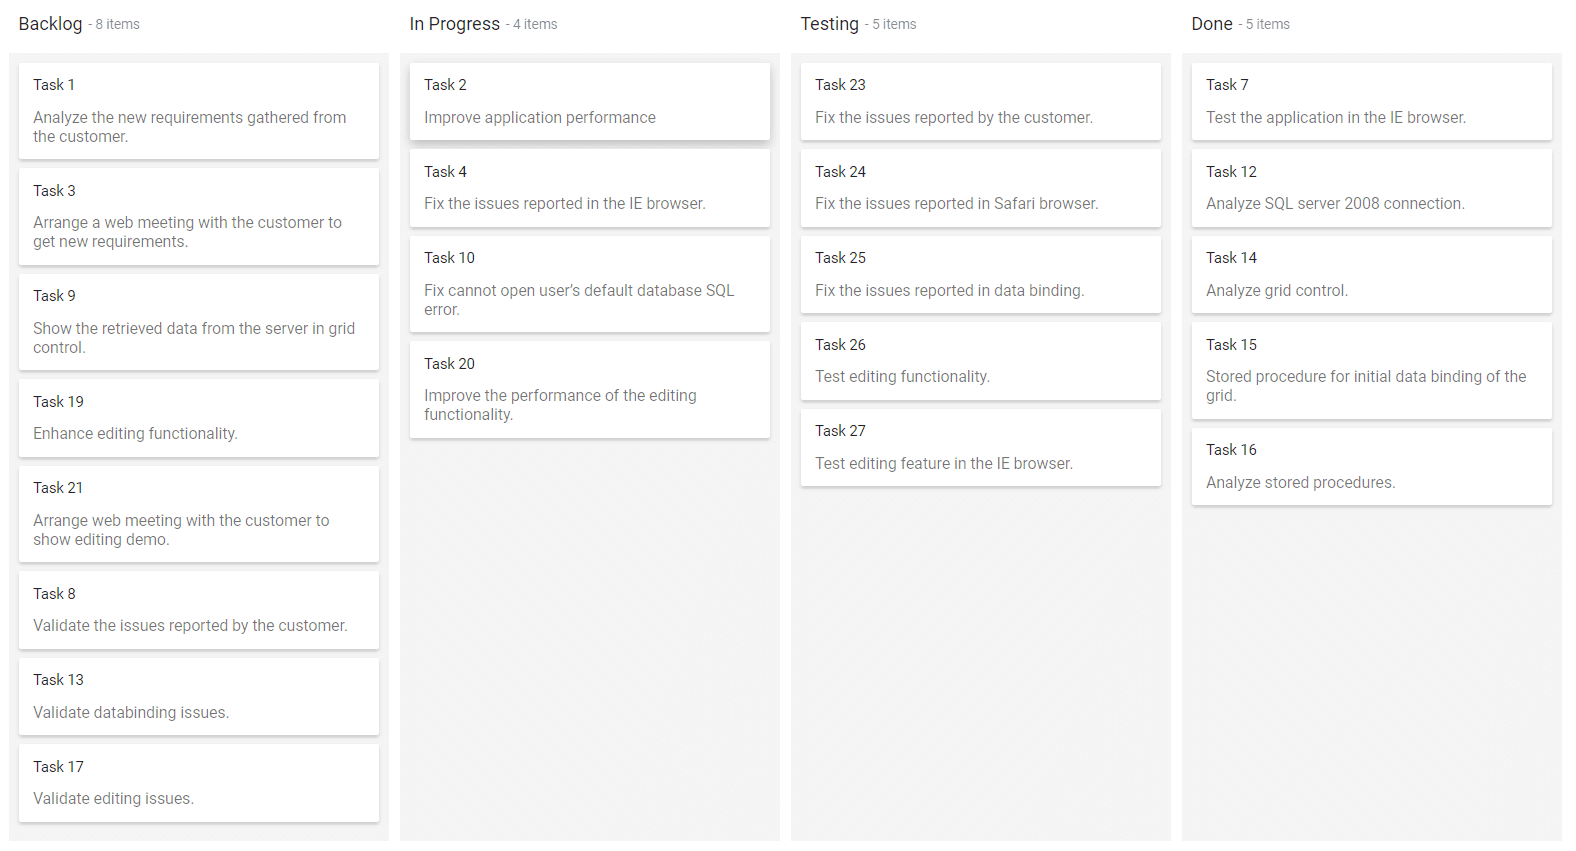 Backlog - 8 items
Task 1
Analyze the new requirements gathered from
the customer.
Task 3
Arrange a web meeting with the customer to
get new requirements.
Task 9
Show the retrieved data from the server in grid
control.
Task 19
Enhance editing functionality.
Task 21
Arrange web meeting with the customer to
show editing demo.
Task 8
Validate the issues reported by the customer.
Task 13
Validate databinding issues.
Task 17
Validate editing issues.
In Progress - 4 items
Task 2
Improve application performance
Task 4
Fix the issues reported in the IE browser.
Task 10
Fix cannot open user’s default database SQL
error.
Task 20
Improve the performance of the editing
functionality.
Testing - 5 items
Task 23
Fix the issues reported by the customer.
Task 24
Fix the issues reported in Safari browser.
Task 25
Fix the issues reported in data binding.
Task 26
Test editing functionality.
Task 27
Test editing feature in the IE browser.
Done - 5 items
Task 7
Test the application in the IE browser.
Task 12
Analyze SQL server 2008 connection.
Task 14
Analyze grid control.
Task 15
Stored procedure for initial data binding of the
grid.
Task 16
Analyze stored procedures.